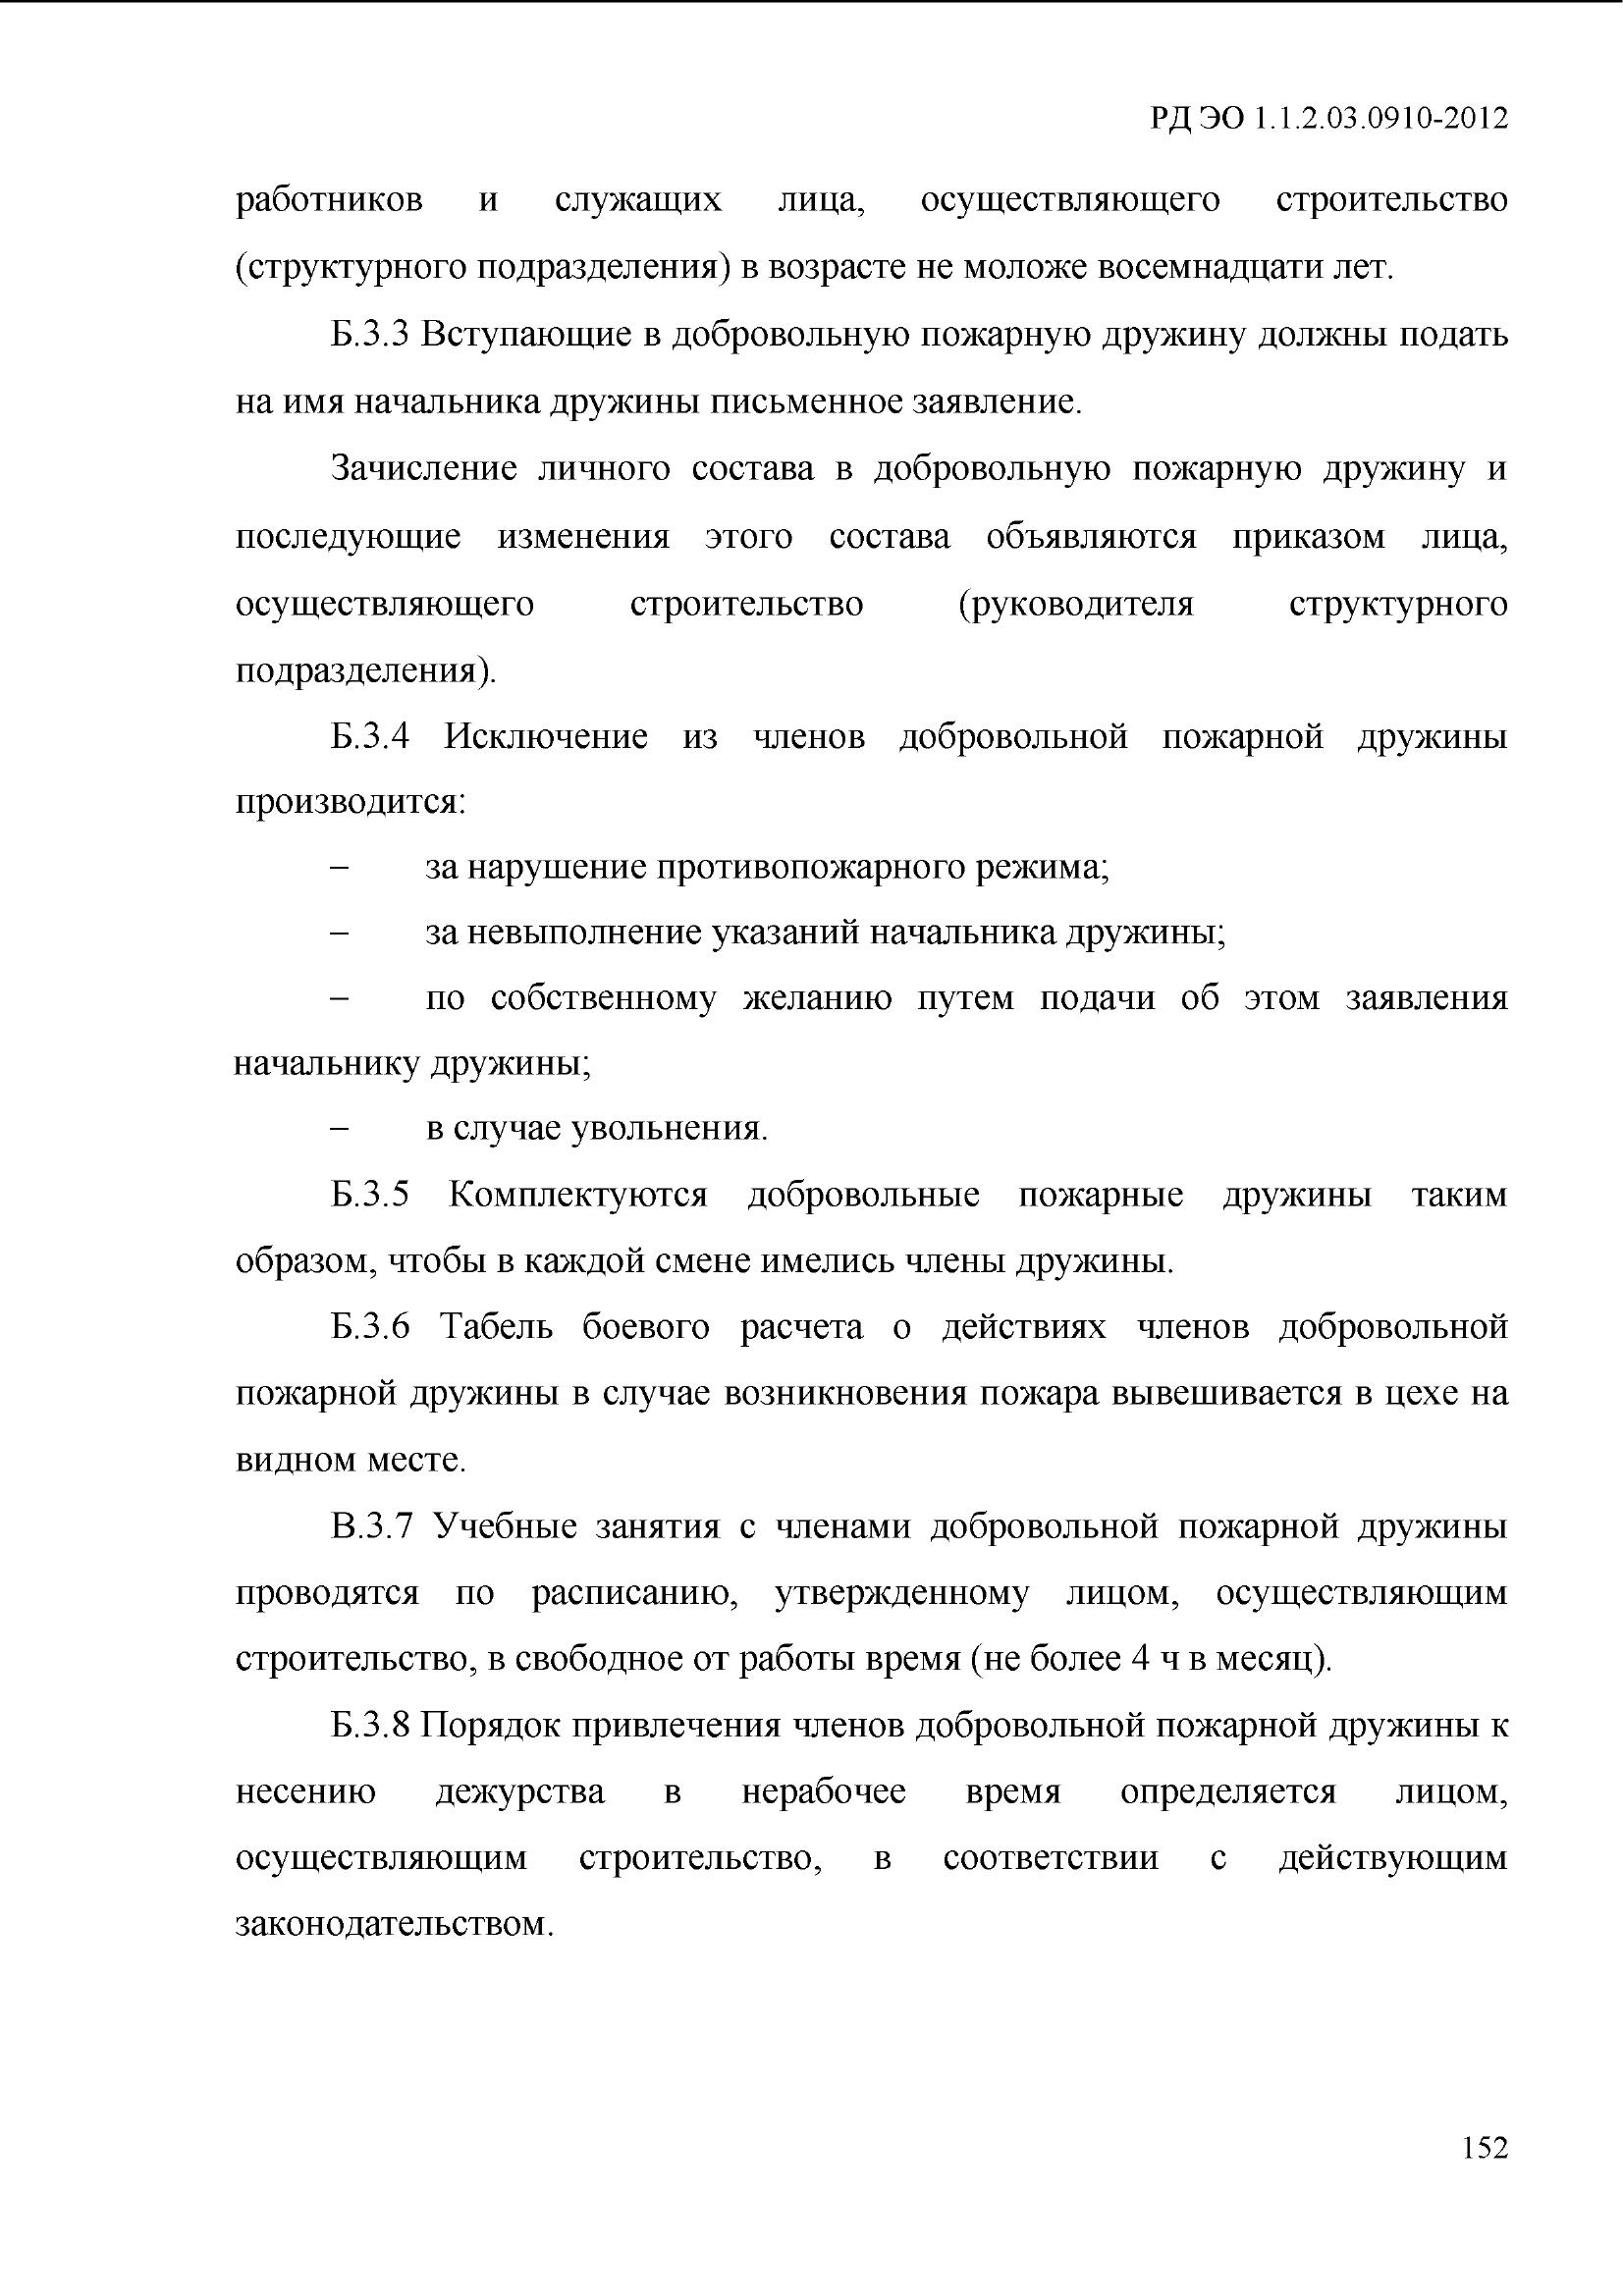 РД ЭО 1.1.2.03.0910-2012
работников и служащих лица, осуществляющего строительство
(структурного подразделения) в возрасте не моложе восемнадцати лет.
Б.3.3 Вступающие в добровольную пожарную дружину должны подать
на имя начальника дружины письменное заявление.
Зачисление личного состава в добровольную пожарную дружину и
последующие изменения этого состава объявляются приказом лица,
осуществляющего строительство (руководителя структурного
подразделения).
Б.3.4 Исключение из членов добровольной пожарной дружины
производится:
– за нарушение противопожарного режима;
– за невыполнение указаний начальника дружины;
– по собственному желанию путем подачи об этом заявления
начальнику дружины;
– в случае увольнения.
Б.3.5 Комплектуются добровольные пожарные дружины таким
образом, чтобы в каждой смене имелись члены дружины.
Б.3.6 Табель боевого расчета о действиях членов добровольной
пожарной дружины в случае возникновения пожара вывешивается в цехе на
видном месте.
В.3.7 Учебные занятия с членами добровольной пожарной дружины
проводятся по расписанию, утвержденному лицом, осуществляющим
строительство, в свободное от работы время (не более 4 ч в месяц).
Б.3.8 Порядок привлечения членов добровольной пожарной дружины к
несению дежурства в нерабочее время определяется лицом,
осуществляющим строительство, в соответствии с действующим
законодательством.
152